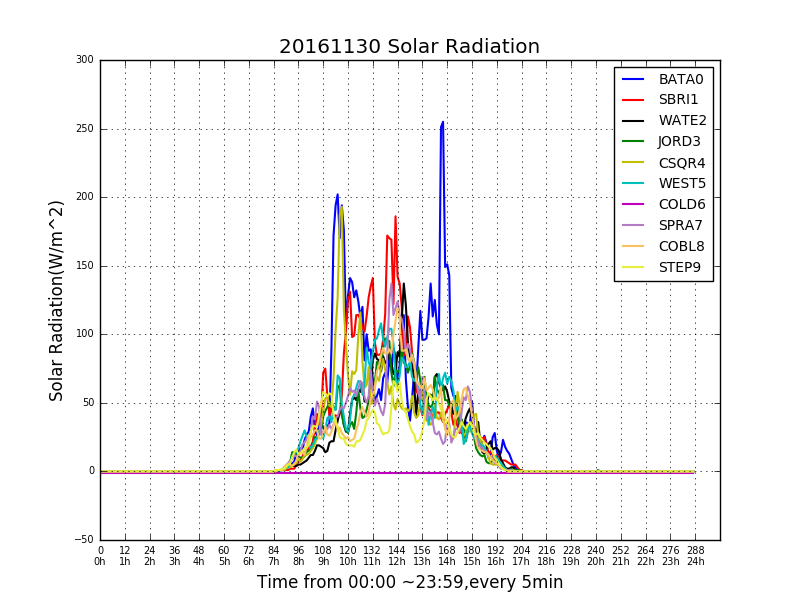 20161130 Solar Radiation
300
250
200
150
100
50
0
−50
Solar Radiation(W/m^2)
BATA0
SBRI1
WATE2
JORD3
CSQR4
WEST5
COLD6
SPRA7
COBL8
STEP9
0 12 24 36 48 60 72 84 96 108 120 132 144 156 168 180 192 204 216 228 240 252 264 276 288
0h 1h 2h 3h 4h 5h 6h 7h 8h 9h 10h 11h 12h 13h 14h 15h 16h 17h 18h 19h 20h 21h 22h 23h 24h
Time from 00:00 ~23:59,every 5min